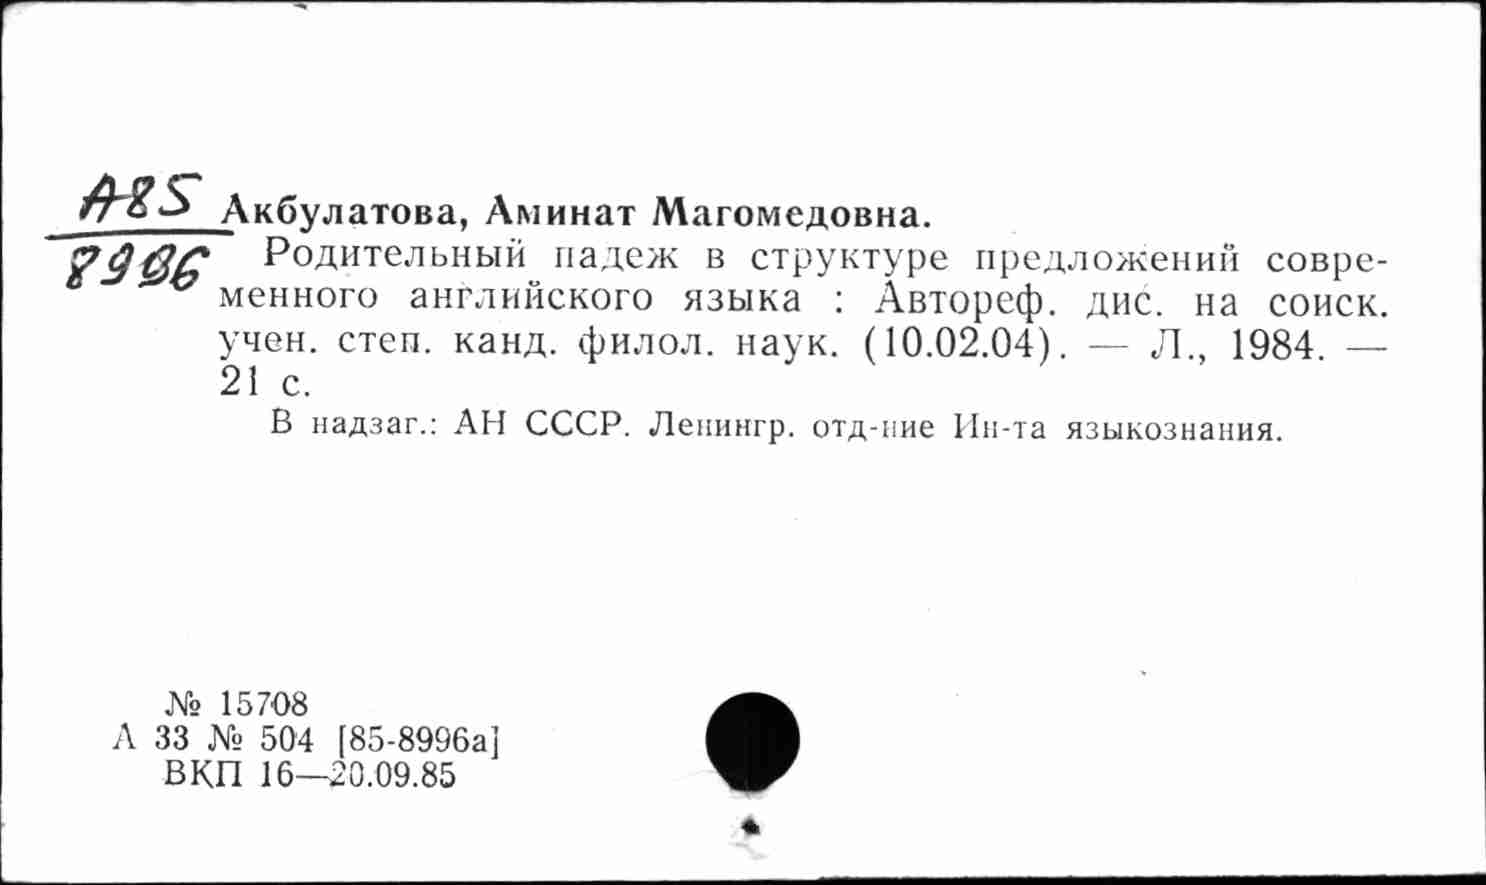 А85
8996
Акбулатова, Аминат Магомедовна.
Родительный падеж в структуре предложений совре-
менного английского языка : Автореф. дис. на соиск.
учен. степ. канд. филол. наук. (10.02.04). — Л., 1984. —
21 с.
В надзаг.: АН СССР. Ленингр. отд-ние Ин-та языкознания.
№ 15708
А 33 № 504 [85-8996а]
ВКП 16—20.09.85